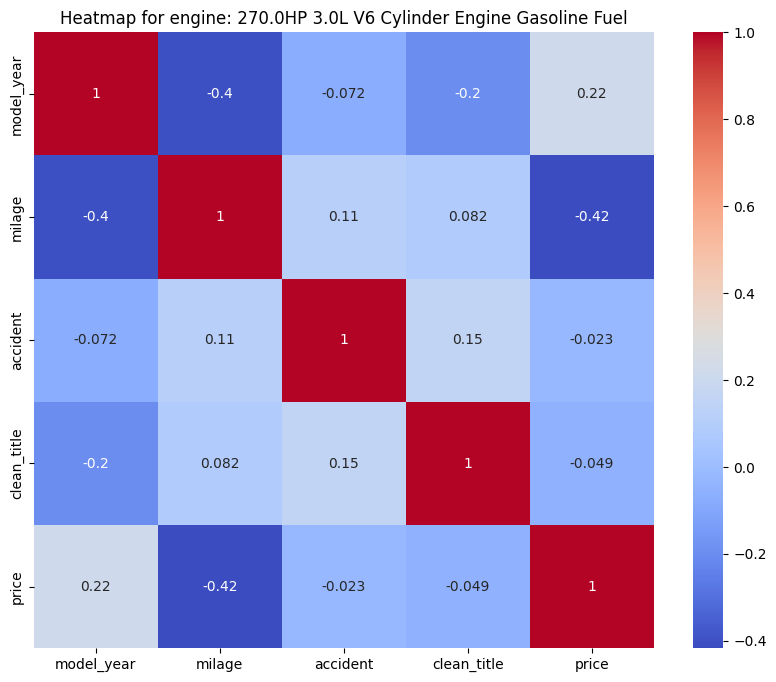 Heatmap for engine: 270.0HP 3.0L V6 Cylinder Engine Gasoline Fuel
model_year 1 -0.4 -0.072 -0.2 0.22
milage -0.4 1 0.11 0.082 -0.42
accident -0.072 0.11 1 0.15 -0.023
clean_title -0.2 0.082 0.15 1 -0.049
price 0.22 -0.42 -0.023 -0.049 1
model_year milage accident clean_title price
1.0
0.8
0.6
0.4
0.2
0.0
−0.2
−0.4